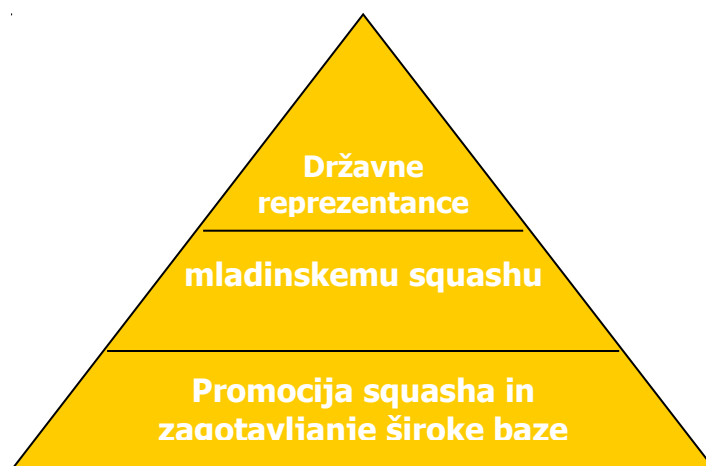 Državne
reprezentance
mladinskemu squashu
Promocija squasha in
zagotavljanje široke baze